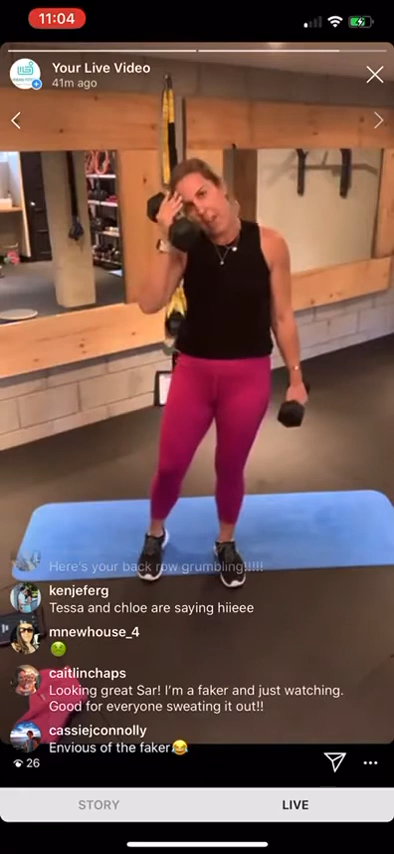 11:04
Your Live Video
41m ago
Here's your back row grumbling!!!!!
kenjeferg
Tessa and chloe are saying hiieee
mnewhouse_4
🤢
caitlinchaps
Looking great Sar! I'm a faker and just watching.
Good for everyone sweating it out!!
cassiejconnolly
Envious of the faker😂
26
STORY
LIVE